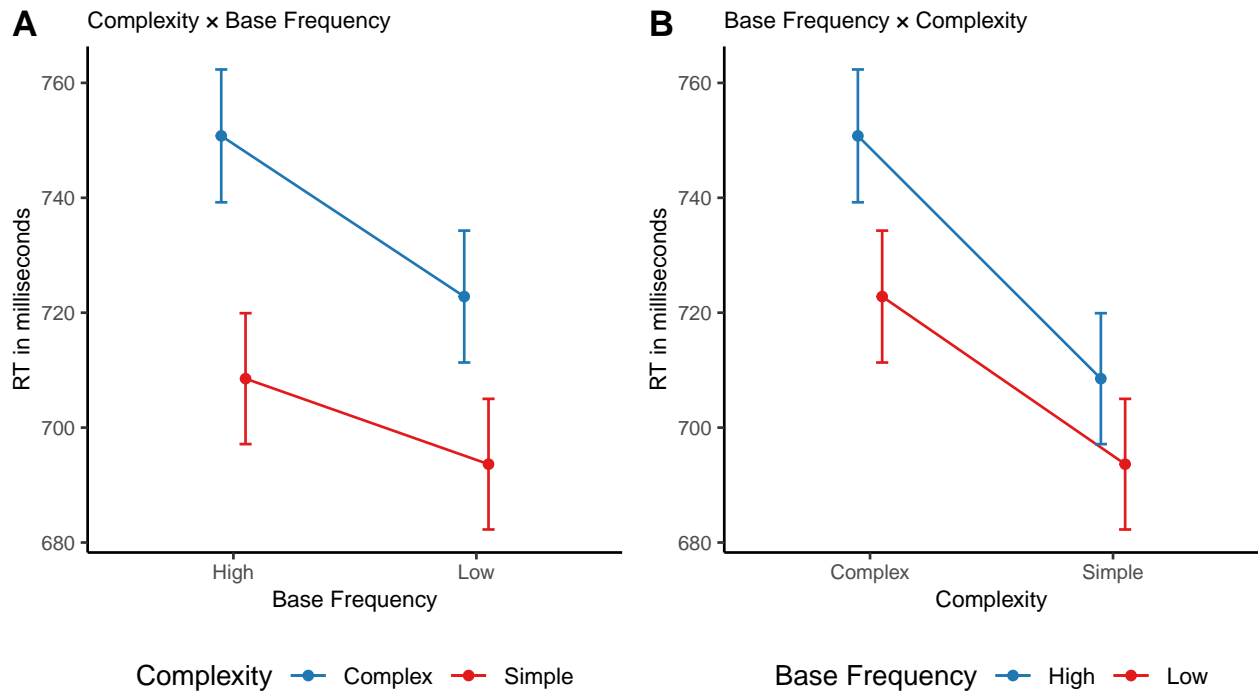 A
Complexity × Base Frequency
760
740
720
700
680
RT in milliseconds
High
Low
Base Frequency
Complexity
Complex
Simple
B
Base Frequency × Complexity
760
740
720
700
680
RT in milliseconds
Complex
Simple
Complexity
Base Frequency
High
Low